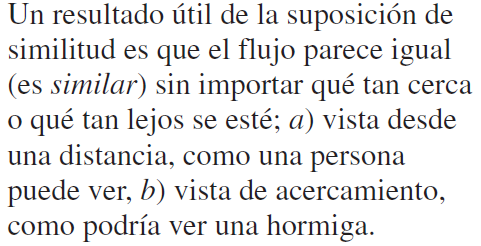 Un resultado útil de la suposición de
similitud es que el flujo parece igual
(es similar) sin importar qué tan cerca
o qué tan lejos se esté; a) vista desde
una distancia, como una persona
puede ver, b) vista de acercamiento,
como podría ver una hormiga.